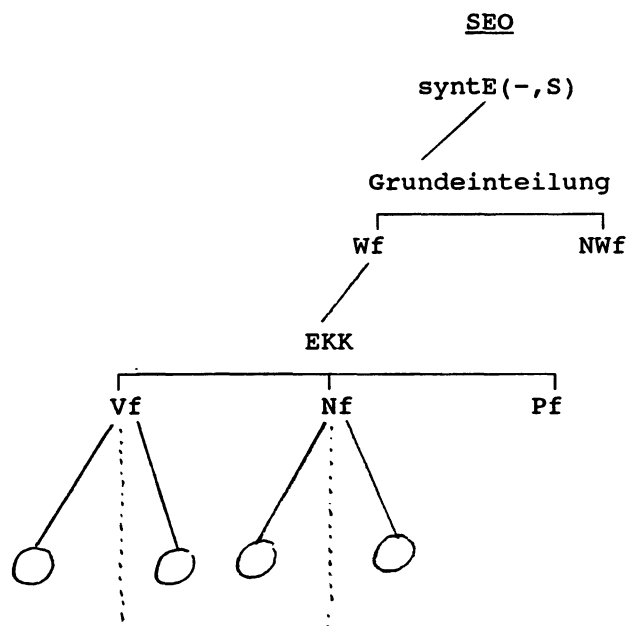 SEO
syntE(-,S)
Grundeinteilung
Wf NWf
EKK
Vf Nf Pf